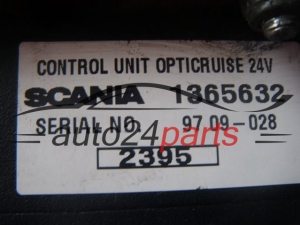 CONTROL UNIT OPTICRUISE 24V
SCANIA 1365632
SERIAL NO. 97 09-028
auto24parts
2395